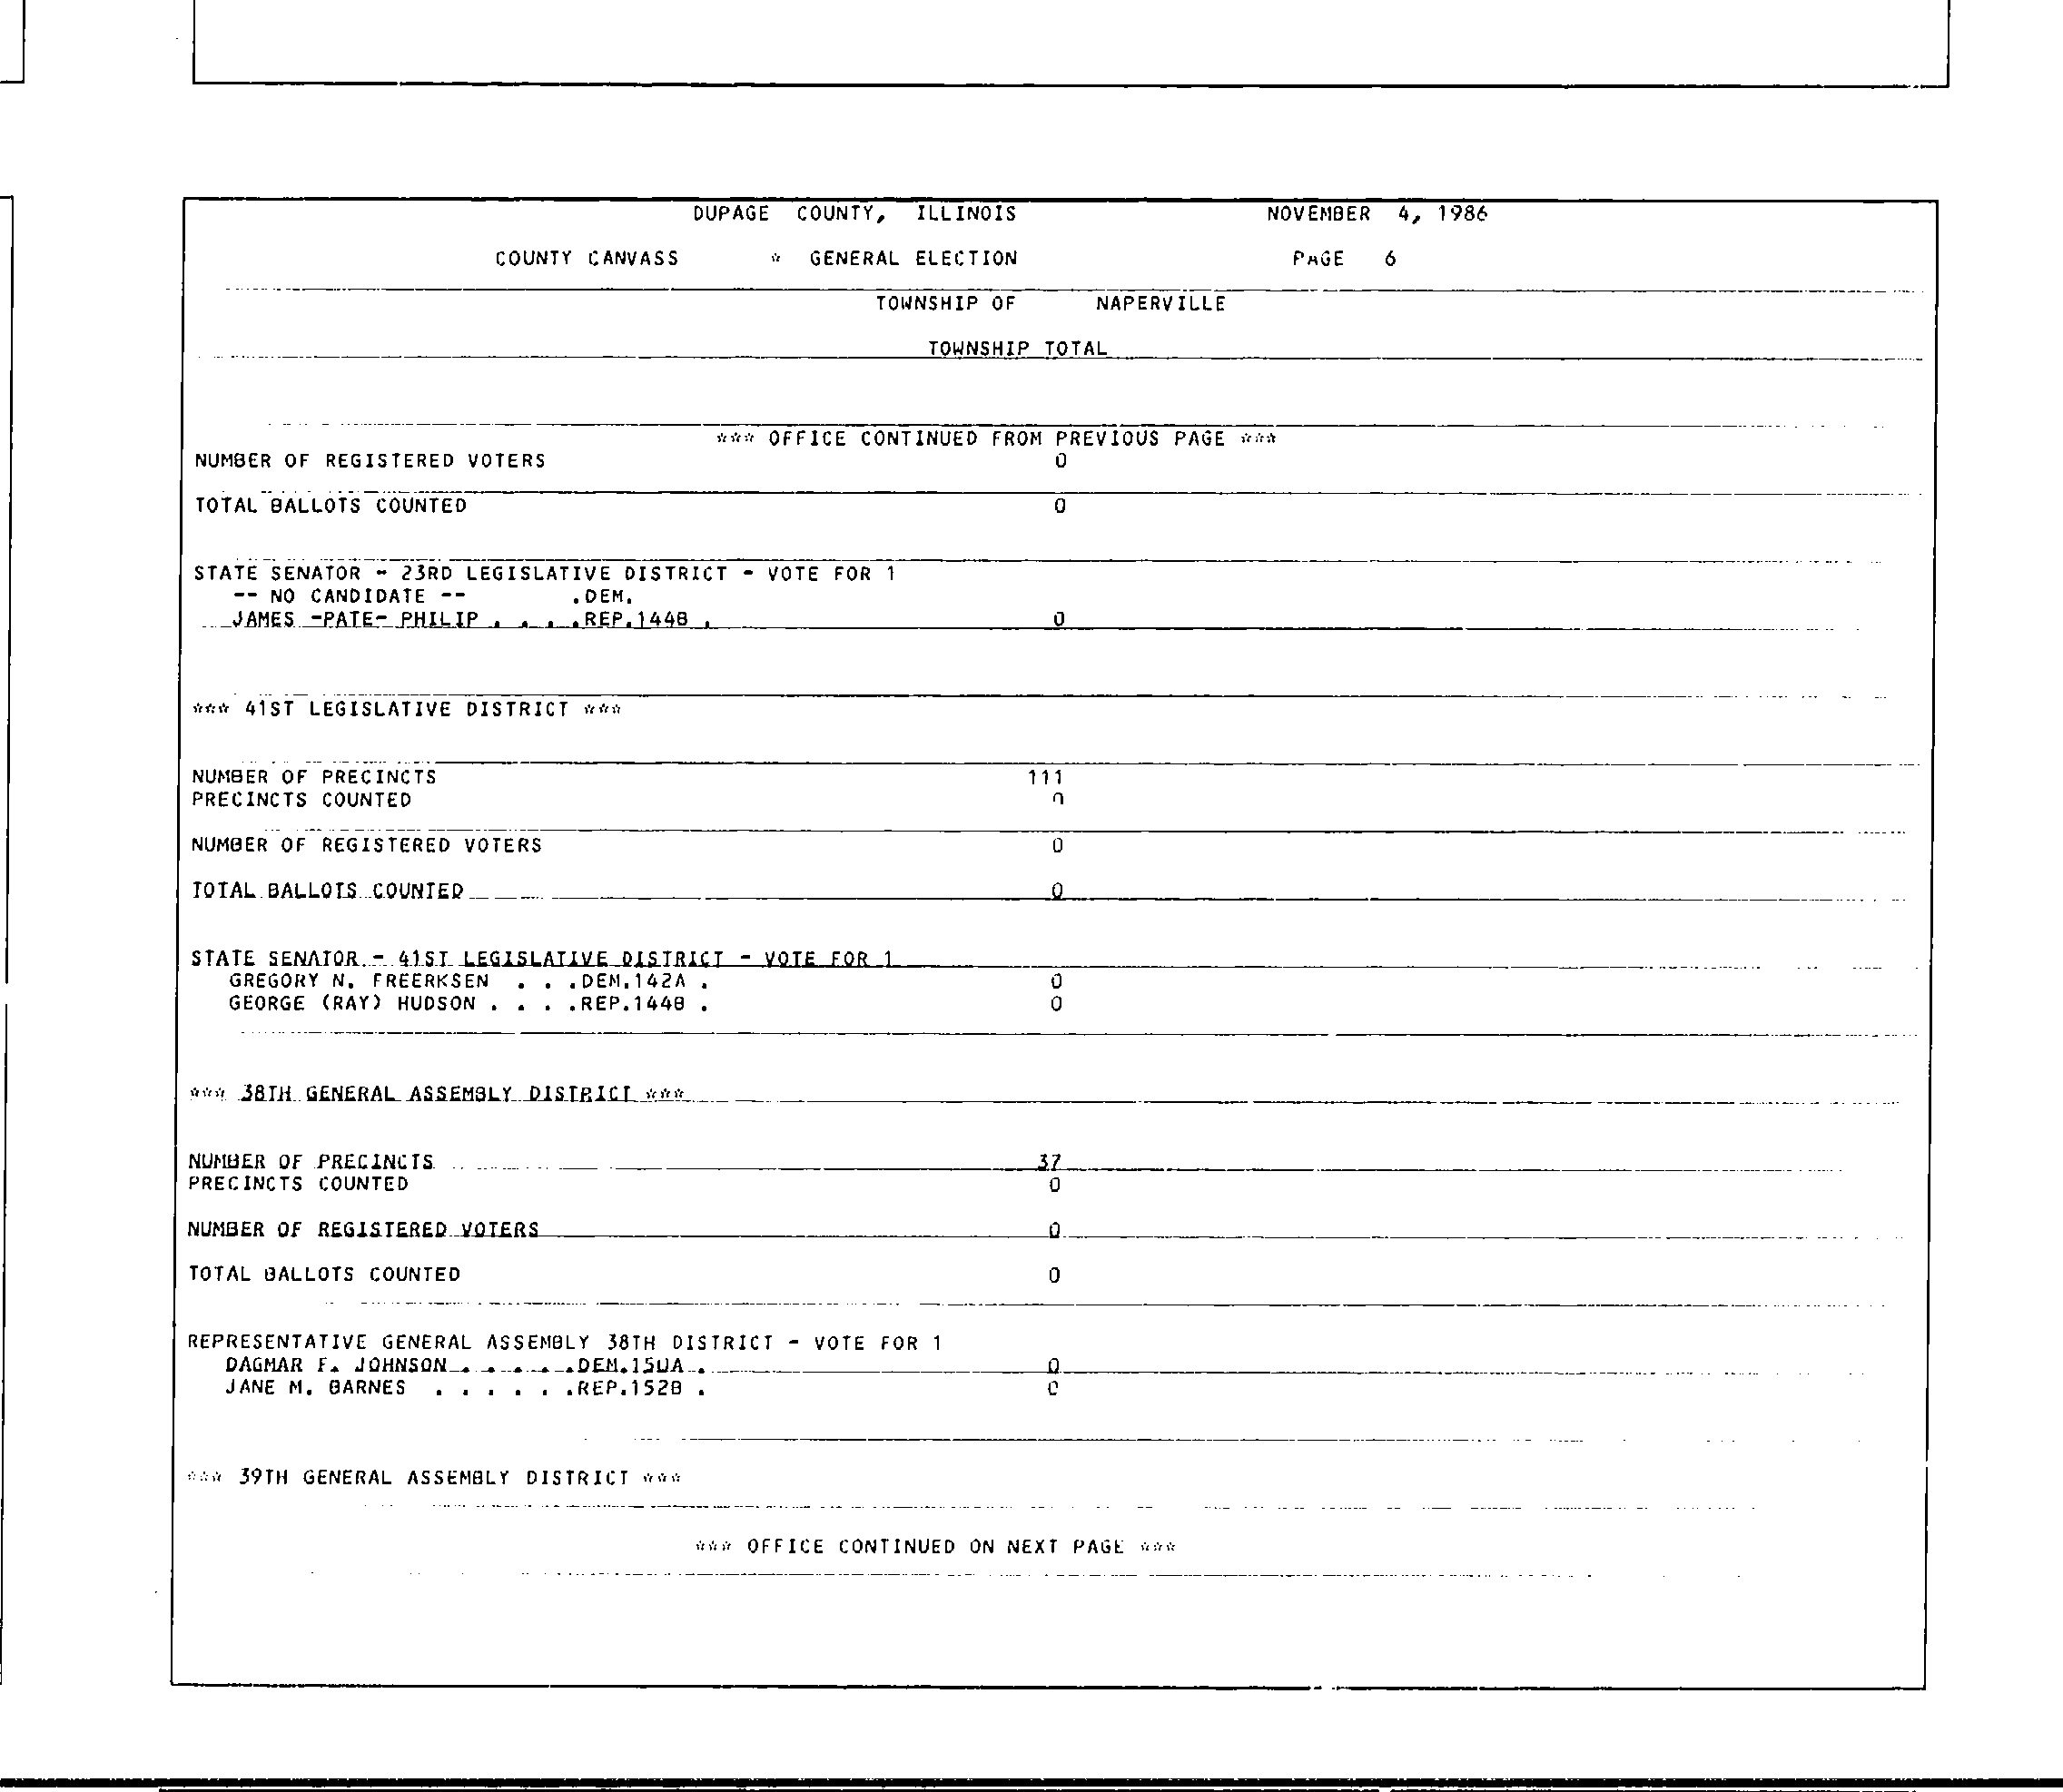 DUPAGE COUNTY, ILLINOIS NOVEMBER 4, 1986
COUNTY CANVASS * GENERAL ELECTION PAGE 6
TOWNSHIP OF NAPERVILLE
TOWNSHIP TOTAL
*** OFFICE CONTINUED FROM PREVIOUS PAGE ***
NUMBER OF REGISTERED VOTERS 0
TOTAL BALLOTS COUNTED 0
STATE SENATOR - 23RD LEGISLATIVE DISTRICT - VOTE FOR 1
-- NO CANDIDATE -- .DEM.
JAMES -PATE- PHILIP . . . .REP.144B . 0
*** 41ST LEGISLATIVE DISTRICT ***
NUMBER OF PRECINCTS 111
PRECINCTS COUNTED 0
NUMBER OF REGISTERED VOTERS 0
TOTAL BALLOTS COUNTED 0
STATE SENATOR - 41ST LEGISLATIVE DISTRICT - VOTE FOR 1
GREGORY N. FREERKSEN . . .DEM.142A . 0
GEORGE (RAY) HUDSON . . . .REP.144B . 0
*** 38TH GENERAL ASSEMBLY DISTRICT ***
NUMBER OF PRECINCTS 37
PRECINCTS COUNTED 0
NUMBER OF REGISTERED VOTERS 0
TOTAL BALLOTS COUNTED 0
REPRESENTATIVE GENERAL ASSEMBLY 38TH DISTRICT - VOTE FOR 1
DAGMAR F. JOHNSON . . . . .DEM.150A . 0
JANE M. BARNES . . . . . .REP.152B . 0
*** 39TH GENERAL ASSEMBLY DISTRICT ***
*** OFFICE CONTINUED ON NEXT PAGE ***